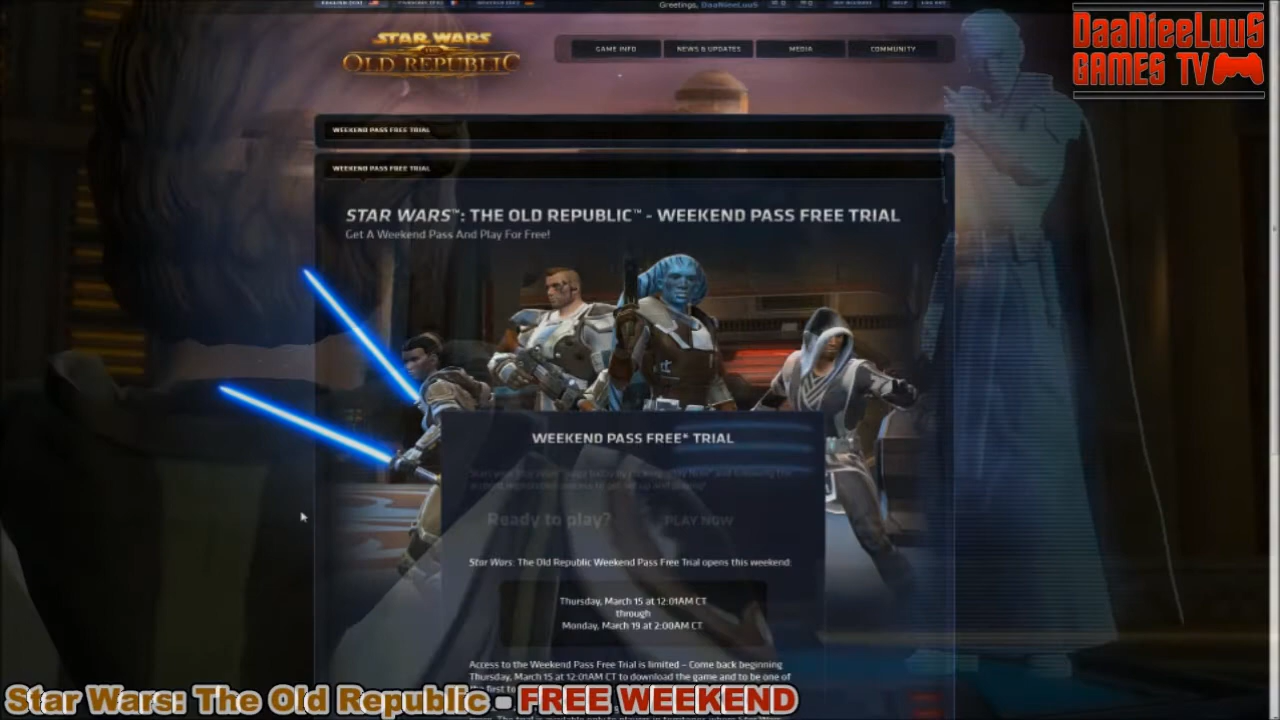 Greetings, DaaNieeLuuS
MY ACCOUNT HELP LOG OUT
STAR WARS
THE
OLD REPUBLIC
GAME INFO NEWS & UPDATES MEDIA COMMUNITY
DaaNieeLuuS
GAMES TV
WEEKEND PASS FREE TRIAL
WEEKEND PASS FREE TRIAL
STAR WARS™: THE OLD REPUBLIC™ - WEEKEND PASS FREE TRIAL
Get A Weekend Pass And Play For Free!
WEEKEND PASS FREE* TRIAL
Ready to play? PLAY NOW
Star Wars: The Old Republic Weekend Pass Free Trial opens this weekend:
Thursday, March 15 at 12:01AM CT
through
Monday, March 19 at 2:00AM CT.
Access to the Weekend Pass Free Trial is limited – Come back beginning
Thursday, March 15 at 12:01AM CT to download the game and to be one of
Star Wars: The Old Republic - FREE WEEKEND